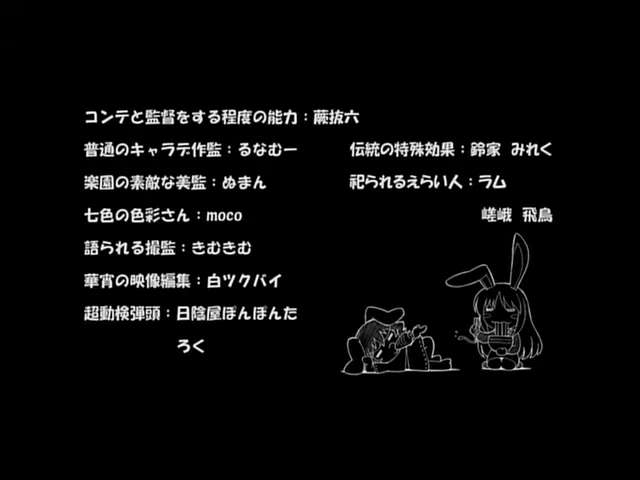 コンテと監督をする程度の能力：蕨抜六
普通のキャラデ作監：るなむー
楽園の素敵な美監：ぬまん
七色の色彩さん：moco
語られる撮監：きむきむ
華宵の映像編集：白ツクバイ
超動検弾頭：日陰屋ぽんぽんた
ろく
伝統の特殊効果：鈴家 みれく
祀られるえらい人：ラム
嵯峨 飛鳥